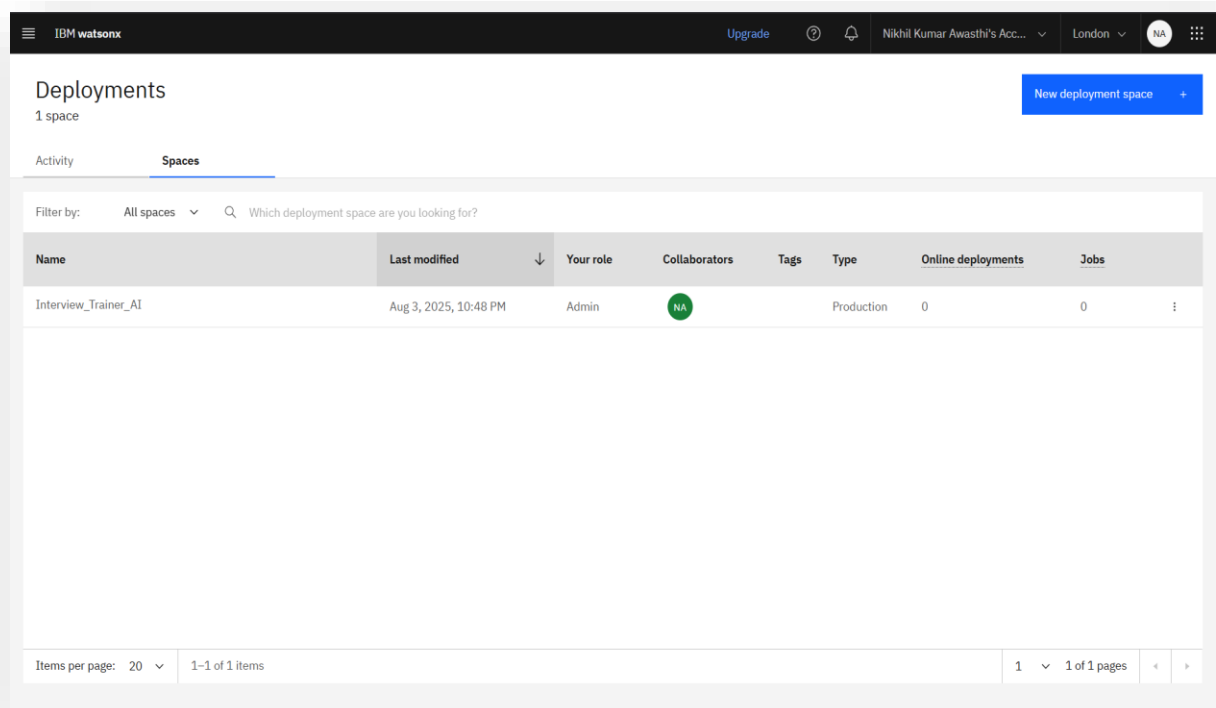 IBM watsonx Upgrade Nikhil Kumar Awasthi's Acc... London NA
Deployments
New deployment space +
1 space
Activity Spaces
Filter by: All spaces Which deployment space are you looking for?
Name Last modified Your role Collaborators Tags Type Online deployments Jobs
Interview_Trainer_AI Aug 3, 2025, 10:48 PM Admin NA Production 0 0
Items per page: 20 1–1 of 1 items 1 1 of 1 pages